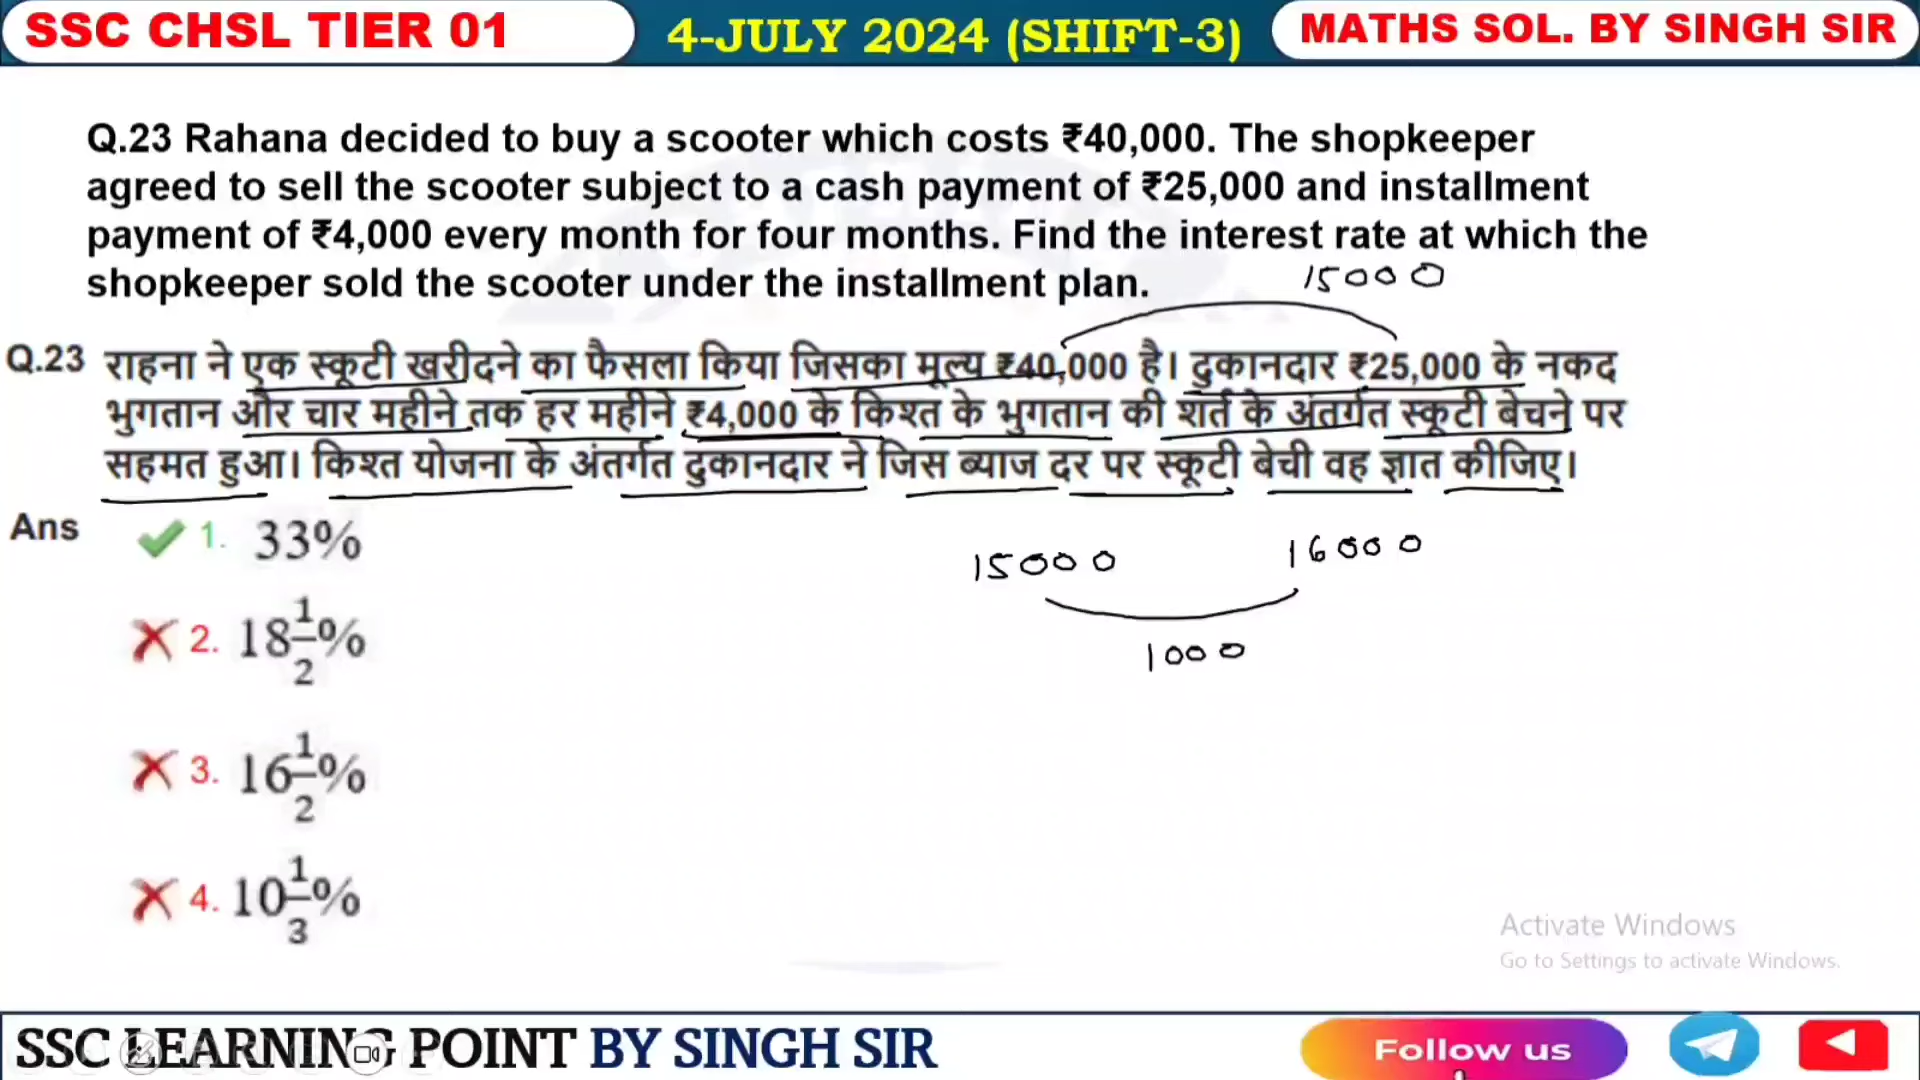 SSC CHSL TIER 01
4-JULY 2024 (SHIFT-3)
MATHS SOL. BY SINGH SIR
Q.23 Rahana decided to buy a scooter which costs ₹40,000. The shopkeeper
agreed to sell the scooter subject to a cash payment of ₹25,000 and installment
payment of ₹4,000 every month for four months. Find the interest rate at which the
shopkeeper sold the scooter under the installment plan.
15000
Q.23 राहना ने एक स्कूटी खरीदने का फैसला किया जिसका मूल्य ₹40,000 है। दुकानदार ₹25,000 के नकद
भुगतान और चार महीने तक हर महीने ₹4,000 के किश्त के भुगतान की शर्त के अंतर्गत स्कूटी बेचने पर
सहमत हुआ। किश्त योजना के अंतर्गत दुकानदार ने जिस ब्याज दर पर स्कूटी बेची वह ज्ञात कीजिए।
Ans
1. 33%
2. 18 1/2%
3. 16 1/2%
4. 10 1/3%
15000
16000
1000
Activate Windows
Go to Settings to activate Windows.
SSC LEARNING POINT BY SINGH SIR
Follow us